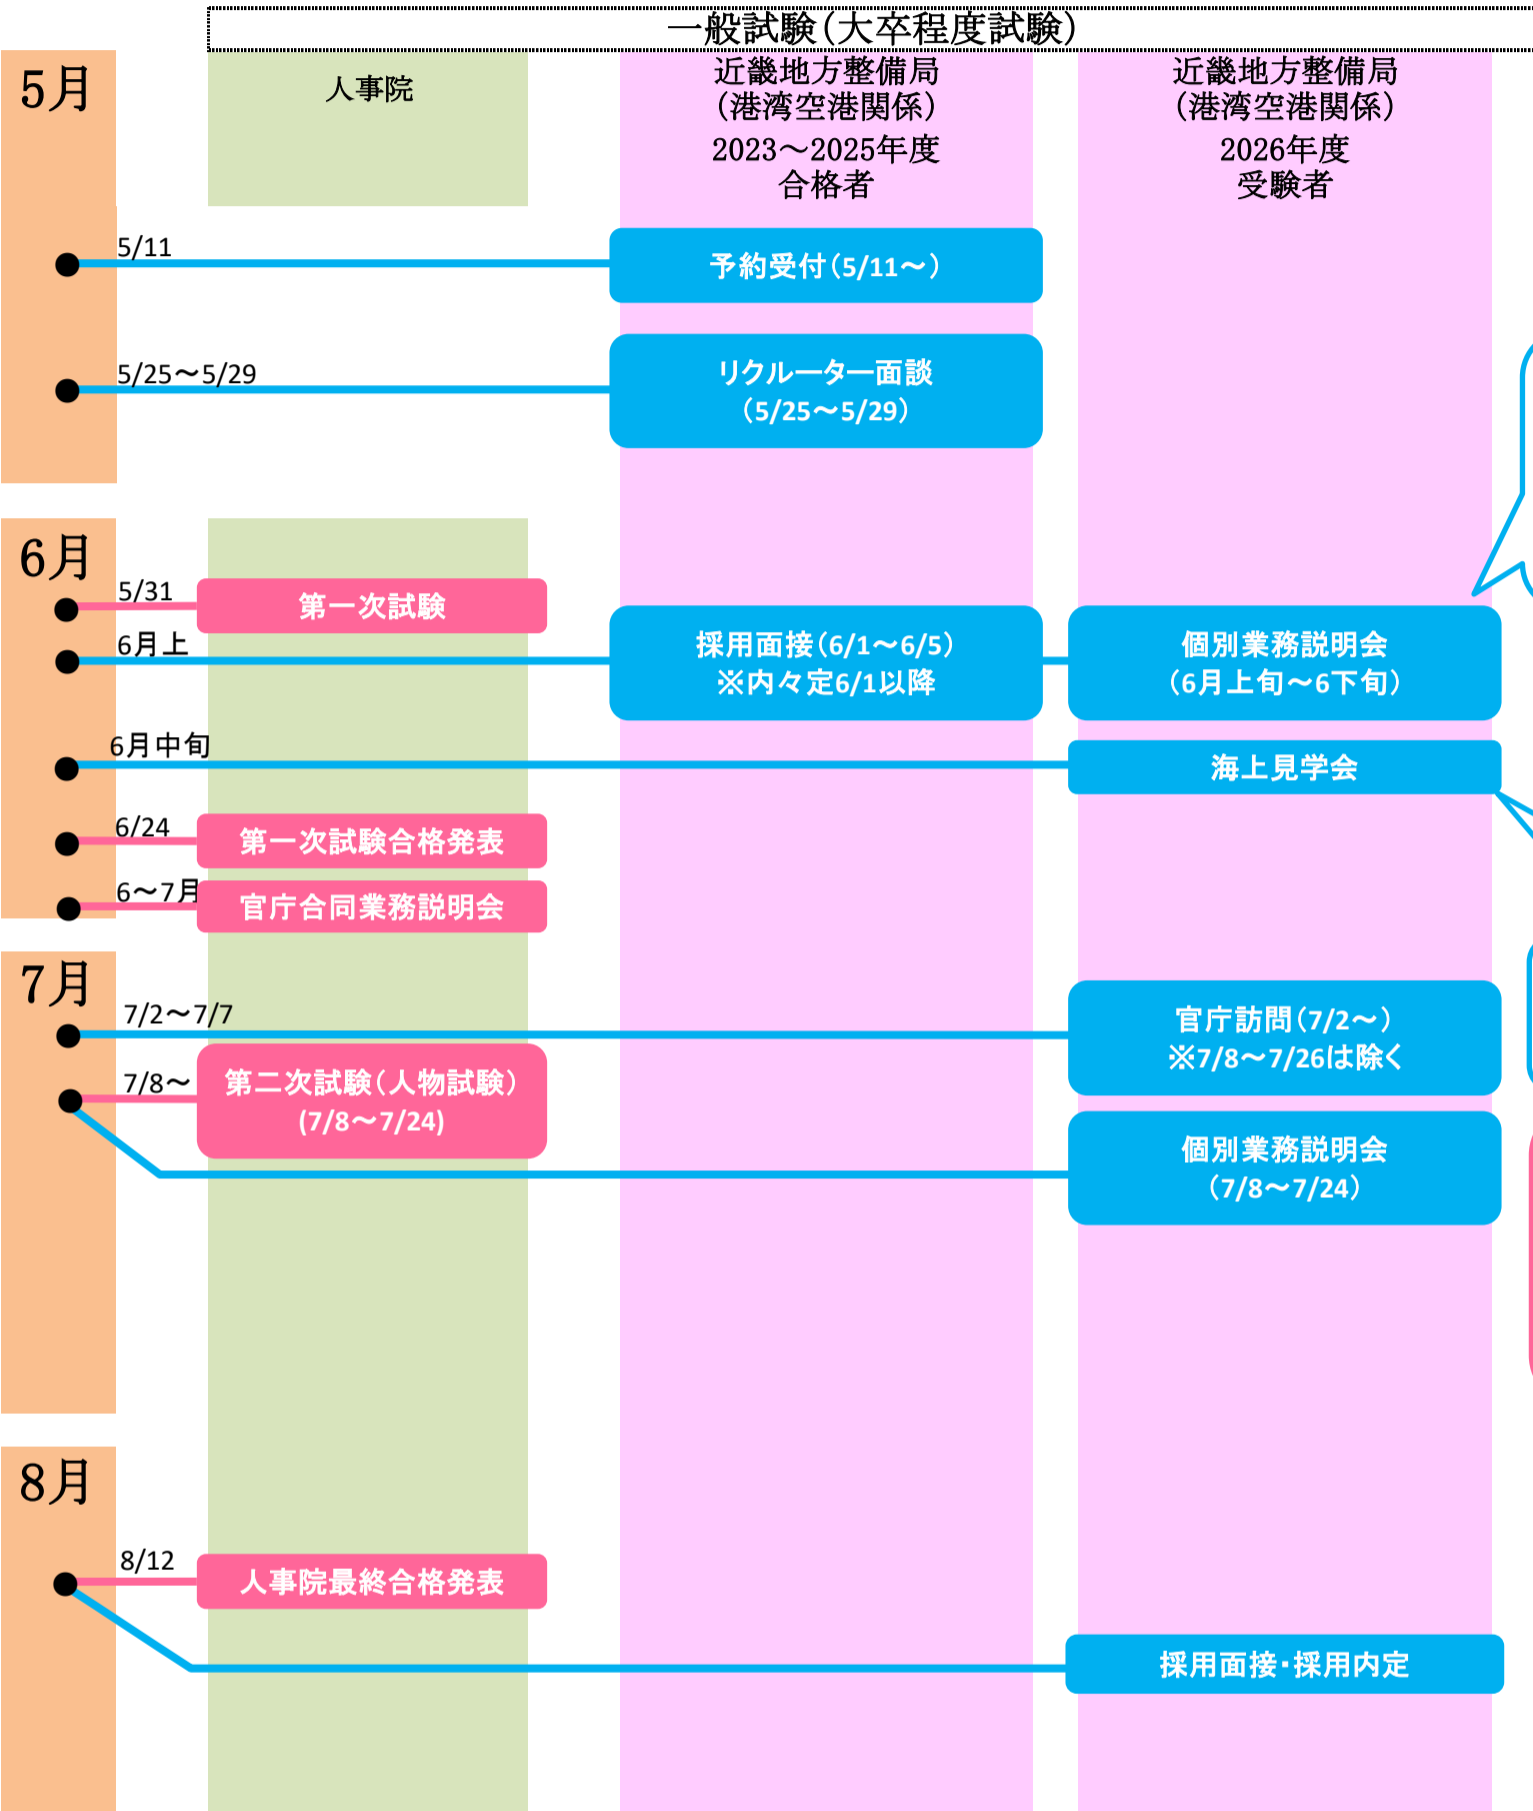 一般試験（大卒程度試験）
5月
人事院
近畿地方整備局
（港湾空港関係）
2023～2025年度
合格者
近畿地方整備局
（港湾空港関係）
2026年度
受験者
5/11
予約受付（5/11～）
5/25～5/29
リクルーター面談
（5/25～5/29）
6月
5/31
第一次試験
6月上
採用面接（6/1～6/5）
※内々定6/1以降
個別業務説明会
（6月上旬～6下旬）
6月中旬
海上見学会
6/24
第一次試験合格発表
6～7月
官庁合同業務説明会
7月
7/2～7/7
官庁訪問（7/2～）
※7/8～7/26は除く
7/8～
第二次試験（人物試験）
(7/8～7/24)
個別業務説明会
（7/8～7/24）
8月
8/12
人事院最終合格発表
採用面接・採用内定